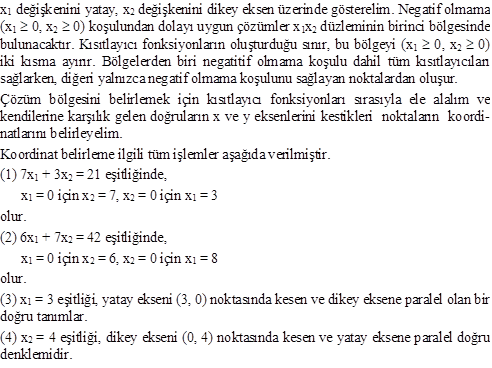 x₁ değişkenini yatay, x₂ değişkenini dikey eksen üzerinde gösterelim. Negatif olmama
(x₁ ≥ 0, x₂ ≥ 0) koşulundan dolayı uygun çözümler x₁x₂ düzleminin birinci bölgesinde
bulunacaktır. Kısıtlayıcı fonksiyonların oluşturduğu sınır, bu bölgeyi (x₁ ≥ 0, x₂ ≥ 0)
iki kısma ayırır. Bölgelerden biri negatitif olmama koşulu dahil tüm kısıtlayıcıları
sağlarken, diğeri yalnızca negatif olmama koşulunu sağlayan noktalardan oluşur.
Çözüm bölgesini belirlemek için kısıtlayıcı fonksiyonları sırasıyla ele alalım ve
kendilerine karşılık gelen doğruların x ve y eksenlerini kestikleri noktaların koordi-
natlarını belirleyelim.
Koordinat belirleme ilgili tüm işlemler aşağıda verilmiştir.
(1) 7x₁ + 3x₂ = 21 eşitliğinde,
x₁ = 0 için x₂ = 7, x₂ = 0 için x₁ = 3
olur.
(2) 6x₁ + 7x₂ = 42 eşitliğinde,
x₁ = 0 için x₂ = 6, x₂ = 0 için x₁ = 8
olur.
(3) x₁ = 3 eşitliği, yatay ekseni (3, 0) noktasında kesen ve dikey eksene paralel olan bir
doğru tanımlar.
(4) x₂ = 4 eşitliği, dikey ekseni (0, 4) noktasında kesen ve yatay eksene paralel doğru
denklemidir.